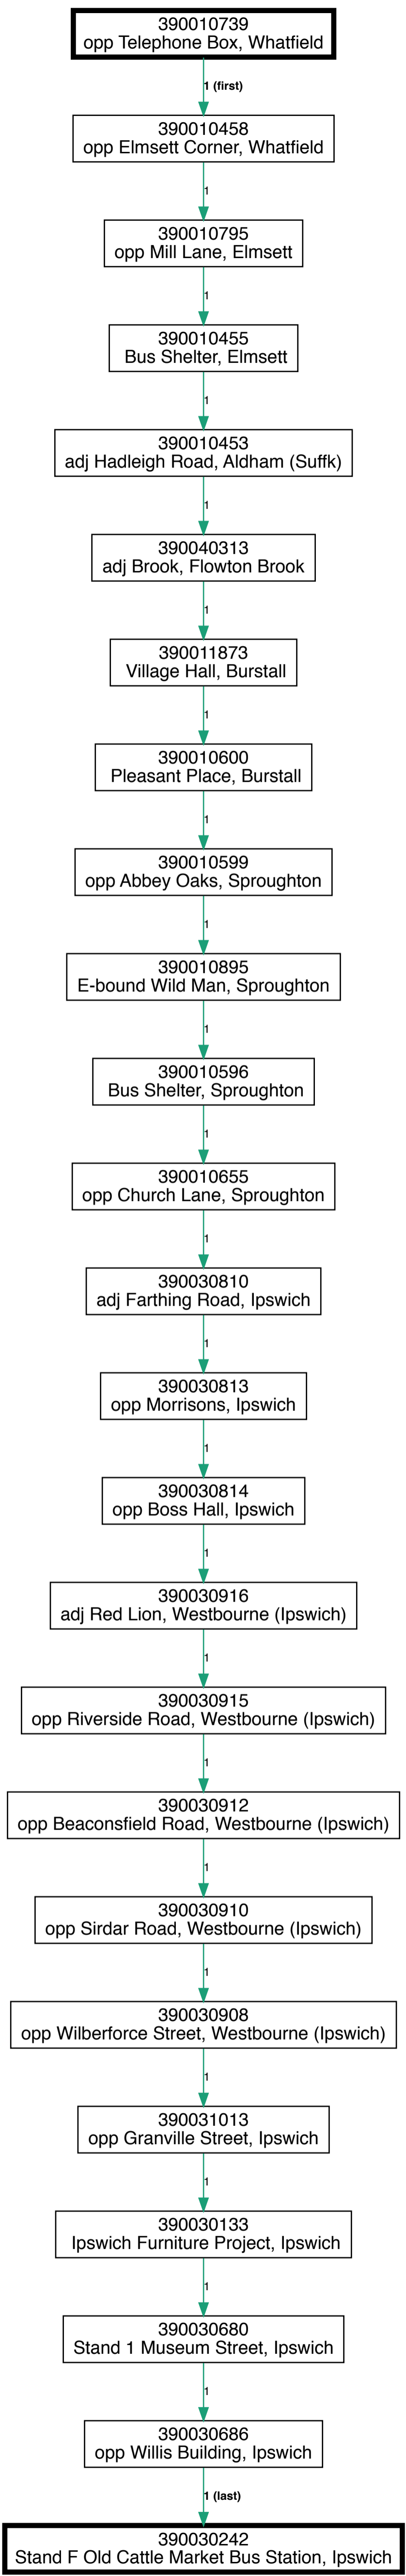 390010739
opp Telephone Box, Whatfield
1 (first)
390010458
opp Elmsett Corner, Whatfield
1
390010795
opp Mill Lane, Elmsett
1
390010455
Bus Shelter, Elmsett
1
390010453
adj Hadleigh Road, Aldham (Suffk)
1
390040313
adj Brook, Flowton Brook
1
390011873
Village Hall, Burstall
1
390010600
Pleasant Place, Burstall
1
390010599
opp Abbey Oaks, Sproughton
1
390010895
E-bound Wild Man, Sproughton
1
390010596
Bus Shelter, Sproughton
1
390010655
opp Church Lane, Sproughton
1
390030810
adj Farthing Road, Ipswich
1
390030813
opp Morrisons, Ipswich
1
390030814
opp Boss Hall, Ipswich
1
390030916
adj Red Lion, Westbourne (Ipswich)
1
390030915
opp Riverside Road, Westbourne (Ipswich)
1
390030912
opp Beaconsfield Road, Westbourne (Ipswich)
1
390030910
opp Sirdar Road, Westbourne (Ipswich)
1
390030908
opp Wilberforce Street, Westbourne (Ipswich)
1
390031013
opp Granville Street, Ipswich
1
390030133
Ipswich Furniture Project, Ipswich
1
390030680
Stand 1 Museum Street, Ipswich
1
390030686
opp Willis Building, Ipswich
1 (last)
390030242
Stand F Old Cattle Market Bus Station, Ipswich